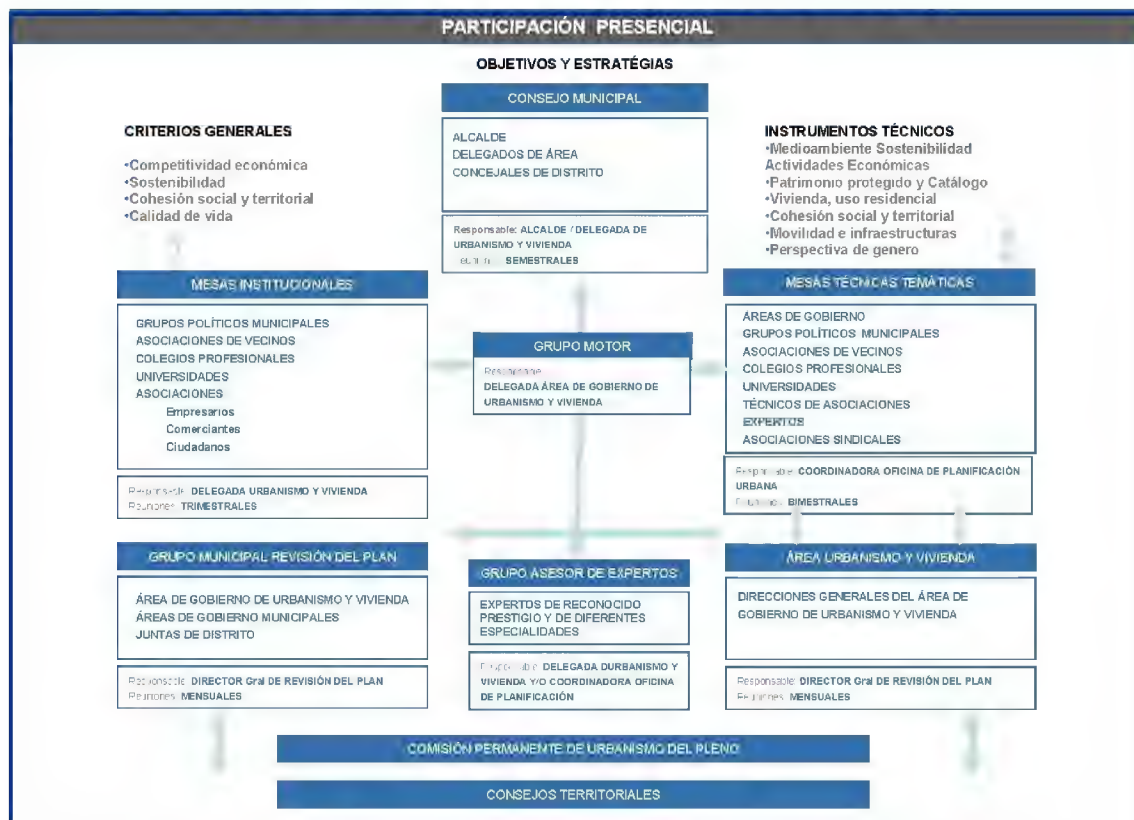 PARTICIPACIÓN PRESENCIAL
OBJETIVOS Y ESTRATÉGIAS
CONSEJO MUNICIPAL
ALCALDE
DELEGADOS DE ÁREA
CONCEJALES DE DISTRITO
Responsable: ALCALDE / DELEGADA DE
URBANISMO Y VIVIENDA
SEMESTRALES
CRITERIOS GENERALES
•Competitividad económica
•Sostenibilidad
•Cohesión social y territorial
•Calidad de vida
INSTRUMENTOS TÉCNICOS
•Medioambiente Sostenibilidad
Actividades Económicas
•Patrimonio protegido y Catálogo
•Vivienda, uso residencial
•Cohesión social y territorial
•Movilidad e infraestructuras
•Perspectiva de genero
MESAS INSTITUCIONALES
GRUPOS POLÍTICOS MUNICIPALES
ASOCIACIONES DE VECINOS
COLEGIOS PROFESIONALES
UNIVERSIDADES
ASOCIACIONES
Empresarios
Comerciantes
Ciudadanos
Responsable: DELEGADA URBANISMO Y VIVIENDA
Reuniones: TRIMESTRALES
GRUPO MOTOR
Responsable:
DELEGADA ÁREA DE GOBIERNO DE
URBANISMO Y VIVIENDA
MESAS TÉCNICAS TEMÁTICAS
ÁREAS DE GOBIERNO
GRUPOS POLÍTICOS MUNICIPALES
ASOCIACIONES DE VECINOS
COLEGIOS PROFESIONALES
UNIVERSIDADES
TÉCNICOS DE ASOCIACIONES
EXPERTOS
ASOCIACIONES SINDICALES
Responsable: COORDINADORA OFICINA DE PLANIFICACIÓN
URBANA
Reuniones: BIMESTRALES
GRUPO MUNICIPAL REVISIÓN DEL PLAN
ÁREA DE GOBIERNO DE URBANISMO Y VIVIENDA
ÁREAS DE GOBIERNO MUNICIPALES
JUNTAS DE DISTRITO
Responsable: DIRECTOR Gral DE REVISIÓN DEL PLAN
Reuniones: MENSUALES
GRUPO ASESOR DE EXPERTOS
EXPERTOS DE RECONOCIDO
PRESTIGIO Y DE DIFERENTES
ESPECIALIDADES
Responsable: DELEGADA DURBANISMO Y
VIVIENDA Y/O COORDINADORA OFICINA
DE PLANIFICACIÓN
ÁREA URBANISMO Y VIVIENDA
DIRECCIONES GENERALES DEL ÁREA DE
GOBIERNO DE URBANISMO Y VIVIENDA
Responsable: DIRECTOR Gral DE REVISIÓN DEL PLAN
Reuniones: MENSUALES
COMISIÓN PERMANENTE DE URBANISMO DEL PLENO
CONSEJOS TERRITORIALES